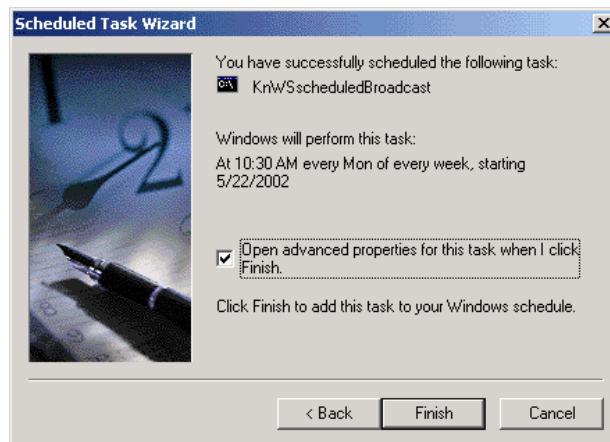 Scheduled Task Wizard
You have successfully scheduled the following task:
KnWSscheduledBroadcast
Windows will perform this task:
At 10:30 AM every Mon of every week, starting
5/22/2002
Open advanced properties for this task when I click
Finish.
Click Finish to add this task to your Windows schedule.
< Back
Finish
Cancel